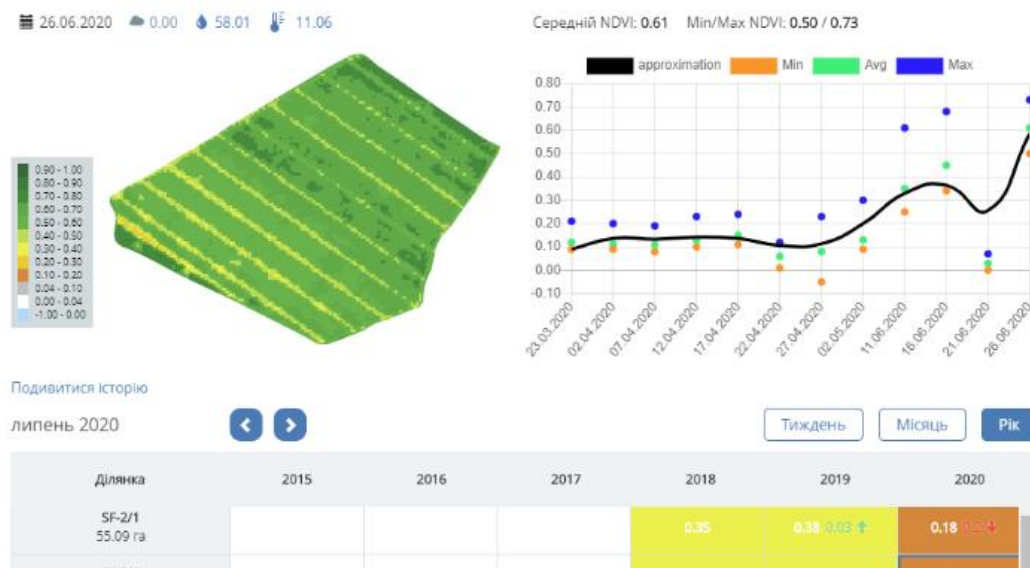 26.06.2020 0.00 58.01 11.06
Середній NDVI: 0.61 Min/Max NDVI: 0.50 / 0.73
approximation Min Avg Max
0.80
0.70
0.60
0.50
0.40
0.30
0.20
0.10
0.00
-0.10
23.03.2020 02.04.2020 07.04.2020 12.04.2020 17.04.2020 22.04.2020 27.04.2020 02.05.2020 11.06.2020 16.06.2020 21.06.2020 26.06.2020
0.90 - 1.00
0.80 - 0.90
0.70 - 0.80
0.60 - 0.70
0.50 - 0.60
0.40 - 0.50
0.30 - 0.40
0.20 - 0.30
0.10 - 0.20
0.04 - 0.10
0.00 - 0.04
-1.00 - 0.00
Подивитися історію
липень 2020
Тиждень Місяць Рік
Ділянка 2015 2016 2017 2018 2019 2020
SF-2/1
55.09 га
0.35 0.38 0.03 0.18